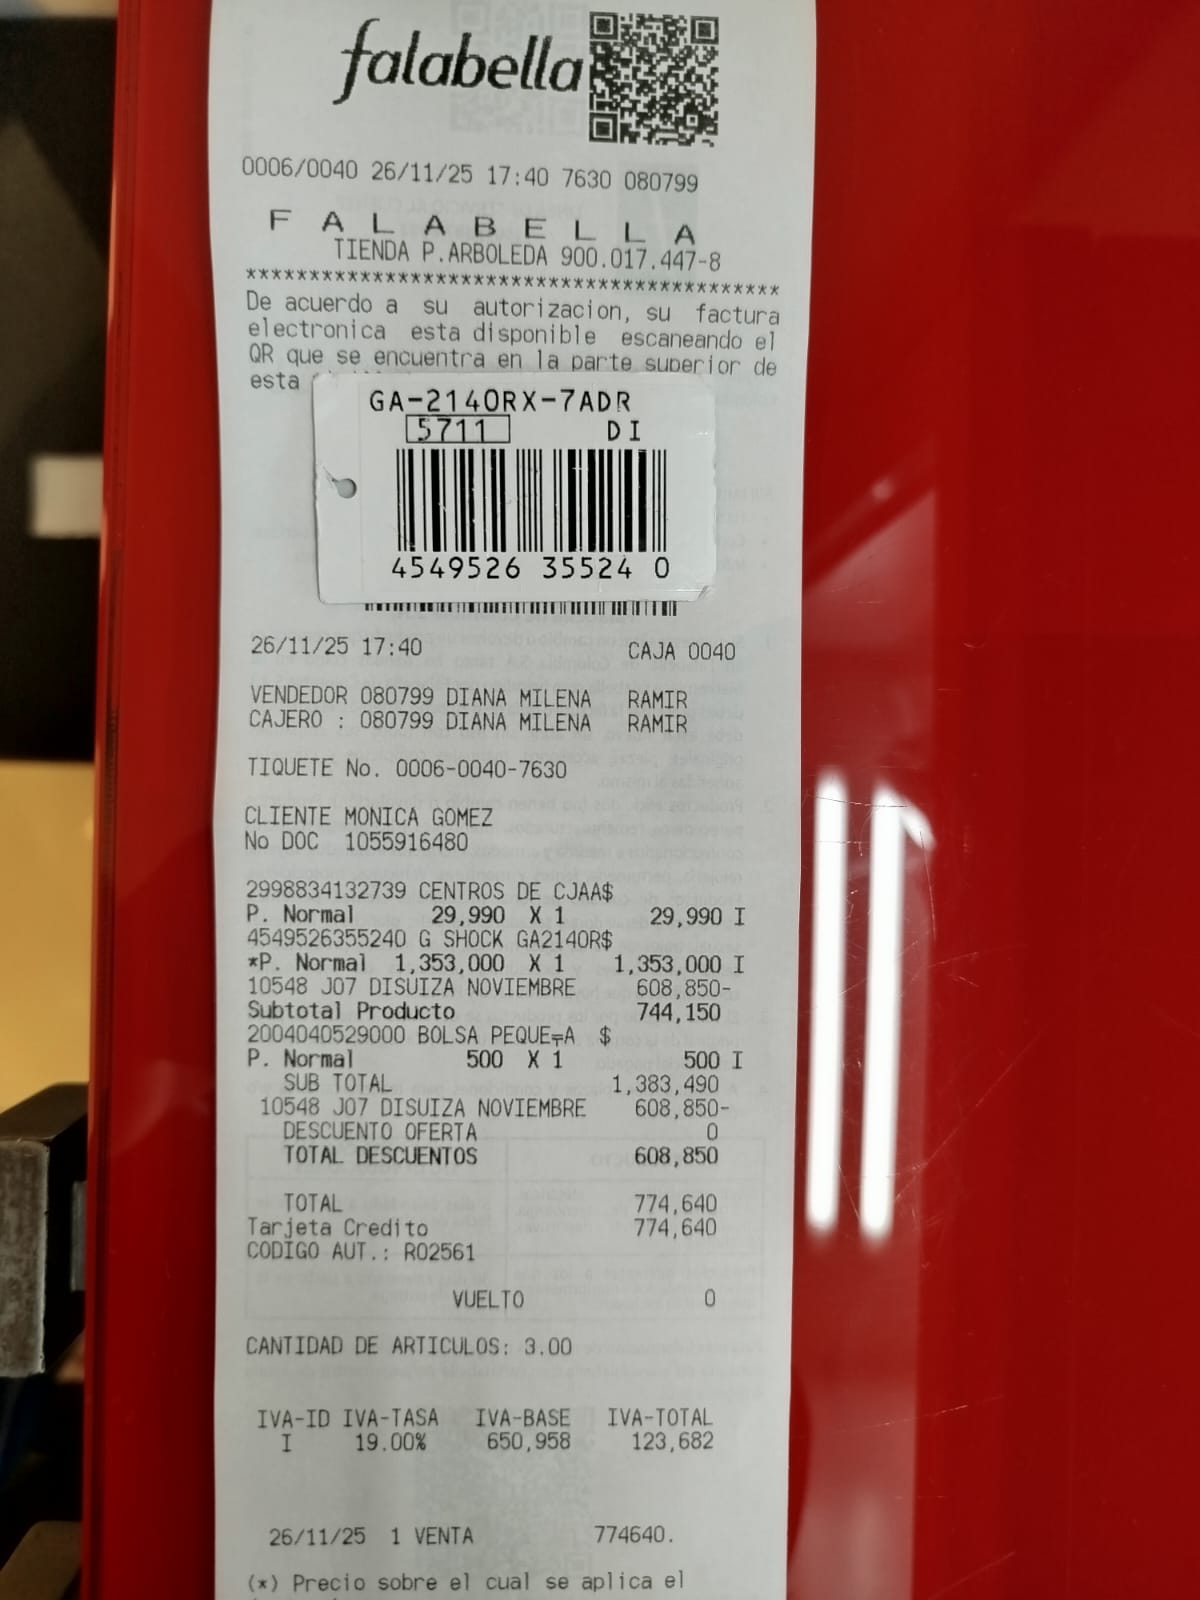 falabella
0006/0040 26/11/25 17:40 7630 080799
F A L A B E L L A
TIENDA P.ARBOLEDA 900.017.447-8
******************************************
De acuerdo a su autorizacion, su factura
electronica esta disponible escaneando el
QR que se encuentra en la parte superior de
esta
GA-2140RX-7ADR
5711 DI
4549526 35524 0
26/11/25 17:40 CAJA 0040
VENDEDOR 080799 DIANA MILENA RAMIR
CAJERO : 080799 DIANA MILENA RAMIR
TIQUETE No. 0006-0040-7630
CLIENTE MONICA GOMEZ
No DOC 1055916480
2998834132739 CENTROS DE CJAA$
P. Normal 29,990 X 1 29,990 I
4549526355240 G SHOCK GA2140R$
*P. Normal 1,353,000 X 1 1,353,000 I
10548 J07 DISUIZA NOVIEMBRE 608,850-
Subtotal Producto 744,150
2004040529000 BOLSA PEQUE╤A $
P. Normal 500 X 1 500 I
SUB TOTAL 1,383,490
10548 J07 DISUIZA NOVIEMBRE 608,850-
DESCUENTO OFERTA 0
TOTAL DESCUENTOS 608,850
TOTAL 774,640
Tarjeta Credito 774,640
CODIGO AUT.: R02561
VUELTO 0
CANTIDAD DE ARTICULOS: 3.00
IVA-ID IVA-TASA IVA-BASE IVA-TOTAL
I 19.00% 650,958 123,682
26/11/25 1 VENTA 774640.
(*) Precio sobre el cual se aplica el